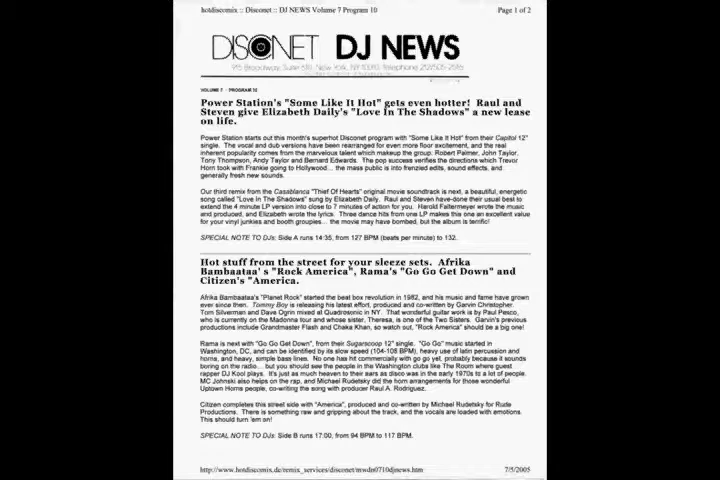 hotdiscomix :: Disconet :: DJ NEWS Volume 7 Program 10
Page 1 of 2
DISCONET DJ NEWS
VOLUME 7 · PROGRAM 10
Power Station's "Some Like It Hot" gets even hotter! Raul and
Steven give Elizabeth Daily's "Love In The Shadows" a new lease
on life.
Power Station starts out this month's superhot Disconet program with "Some Like It Hot" from their Capitol 12"
single. The vocal and dub versions have been rearranged for even more floor excitement, and the real
inherent popularity comes from the marvelous talent which makeup the group. Robert Palmer, John Taylor,
Tony Thompson, Andy Taylor and Bernard Edwards. The pop success verifies the directions which Trevor
Horn took with Frankie going to Hollywood... the mass public is into frenzied edits, sound effects, and
generally fresh new sounds.
Our third remix from the Casablanca "Thief Of Hearts" original movie soundtrack is next, a beautiful, energetic
song called "Love In The Shadows" sung by Elizabeth Daily. Raul and Steven have done their usual best to
extend the 4 minute LP version into close to 7 minutes of action for you. Harold Faltermeyer wrote the music
and produced, and Elizabeth wrote the lyrics. Three dance hits from one LP makes this one an excellent value
for your vinyl junkies and booth groupies... the movie may have bombed, but the album is terrific!
SPECIAL NOTE TO DJs: Side A runs 14:35, from 127 BPM (beats per minute) to 132.
Hot stuff from the street for your sleeze sets. Afrika
Bambaataa' s "Rock America", Rama's "Go Go Get Down" and
Citizen's "America.
Afrika Bambaataa's "Planet Rock" started the beat box revolution in 1982, and his music and fame have grown
ever since then. Tommy Boy is releasing his latest effort, produced and co-written by Garvin Christopher.
Tom Silverman and Dave Ogrin mixed at Quadrosonic in NY. That wonderful guitar work is by Paul Pesco,
who is currently on the Madonna tour and whose sister, Theresa, is one of the Two Sisters. Garvin's previous
productions include Grandmaster Flash and Chaka Khan, so watch out, "Rock America" should be a big one!
Rama is next with "Go Go Get Down", from their Sugarscoop 12" single. "Go Go" music started in
Washington, DC, and can be identified by its slow speed (104-108 BPM), heavy use of latin percussion and
horns, and heavy, simple bass lines. No one has hit commercially with go go yet, probably because it sounds
boring on the radio... but you should see the people in the Washington clubs like The Room where guest
rapper DJ Kool plays. It's just as much heaven to their ears as disco was in the early 1970s to a lot of people.
MC Johnski also helps on the rap, and Michael Rudetsky did the horn arrangements for those wonderful
Uptown Horns people, co-writing the song with producer Raul A. Rodriguez.
Citizen completes this street side with "America", produced and co-written by Michael Rudetsky for Rude
Productions. There is something raw and gripping about the track, and the vocals are loaded with emotions.
This should turn 'em on!
SPECIAL NOTE TO DJs: Side B runs 17:00, from 94 BPM to 117 BPM.
http://www.hotdiscomix.de/remix_services/disconet/mwdn0710djnews.htm
7/5/2005